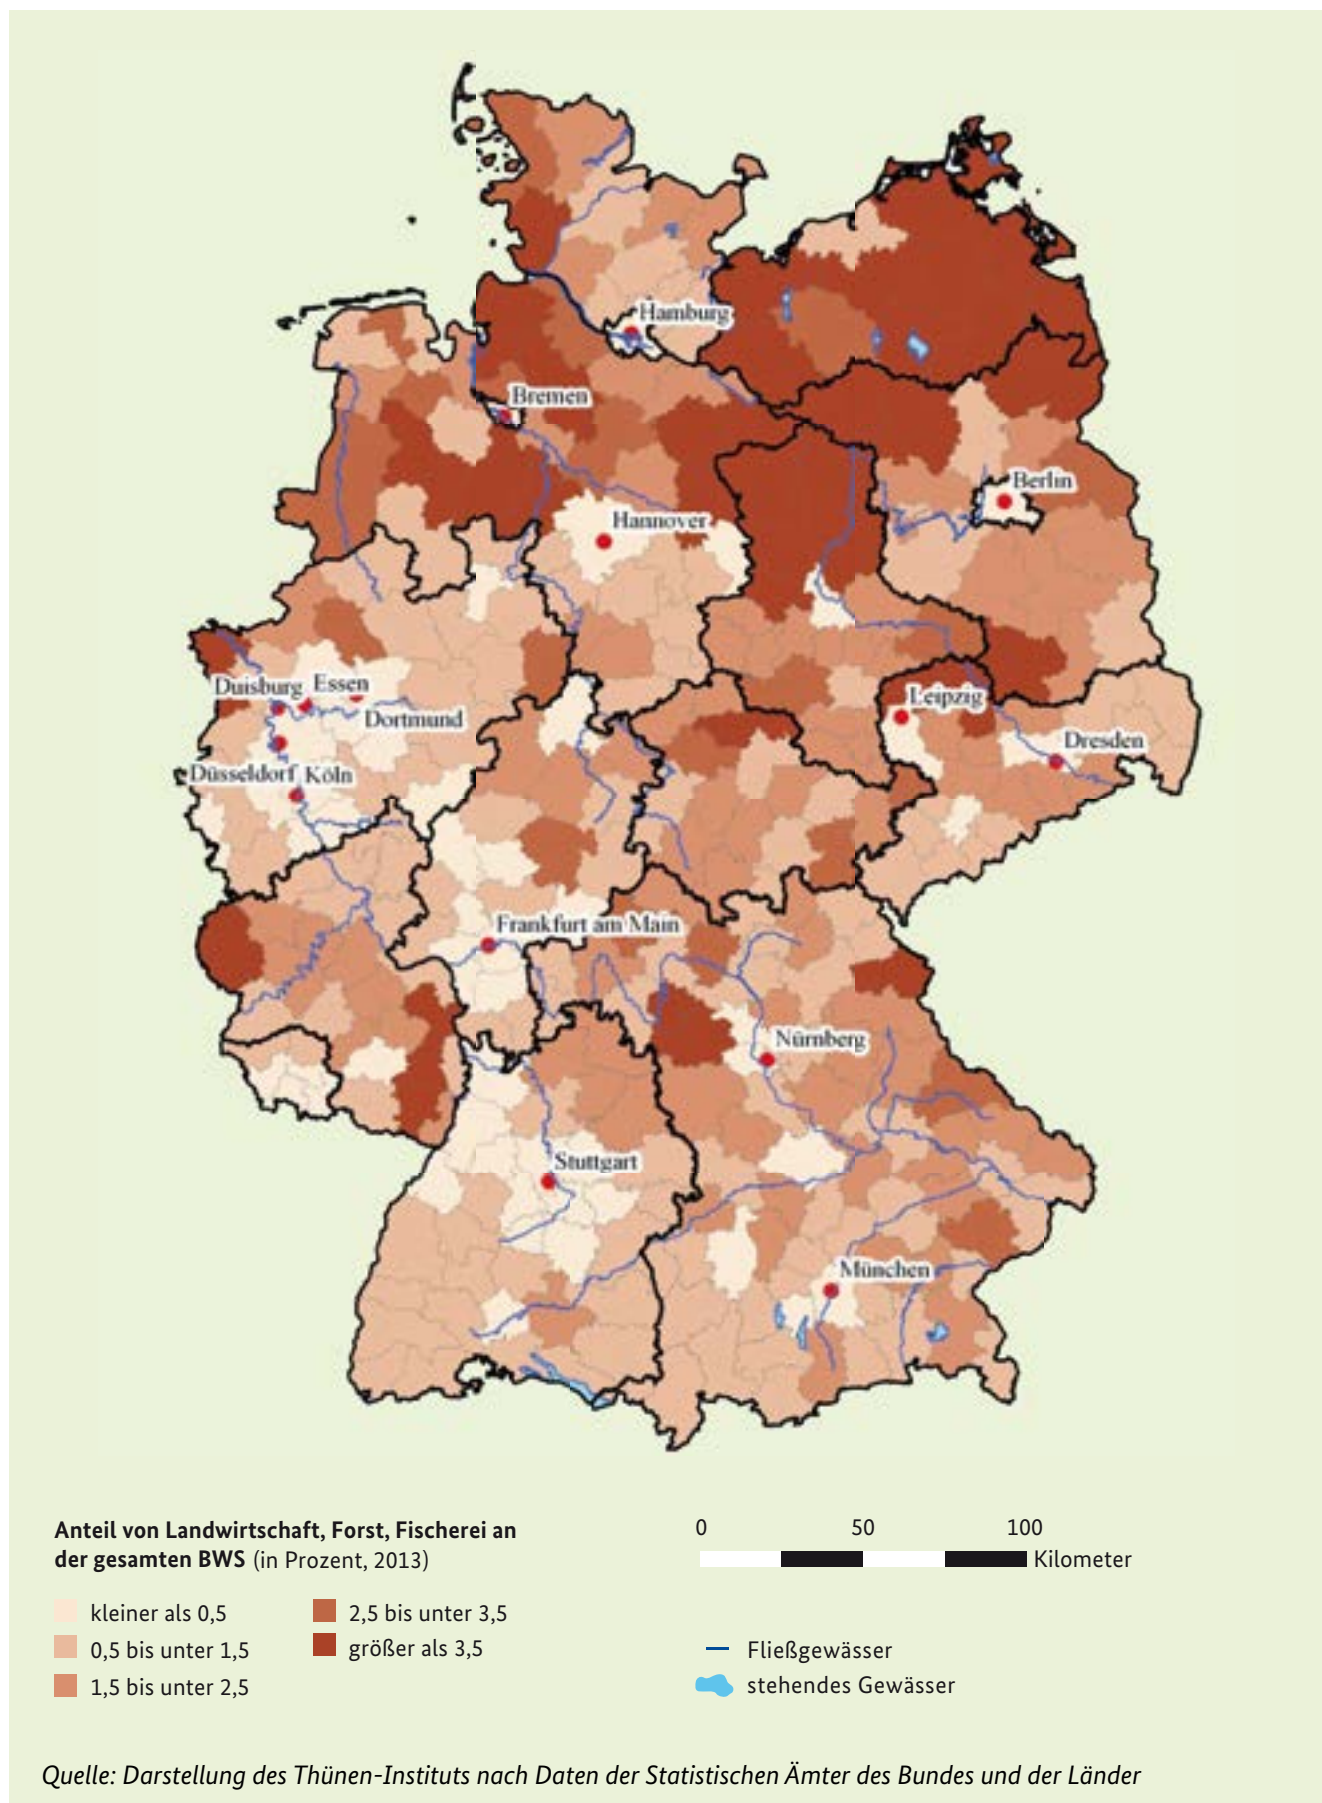 Hamburg
Bremen
Berlin
Hannover
Duisburg
Essen
Dortmund
Leipzig
Dresden
Düsseldorf
Köln
Frankfurt am Main
Nürnberg
Stuttgart
München
Anteil von Landwirtschaft, Forst, Fischerei an
der gesamten BWS (in Prozent, 2013)
kleiner als 0,5
0,5 bis unter 1,5
1,5 bis unter 2,5
2,5 bis unter 3,5
größer als 3,5
0 50 100
Kilometer
Fließgewässer
stehendes Gewässer
Quelle: Darstellung des Thünen-Instituts nach Daten der Statistischen Ämter des Bundes und der Länder